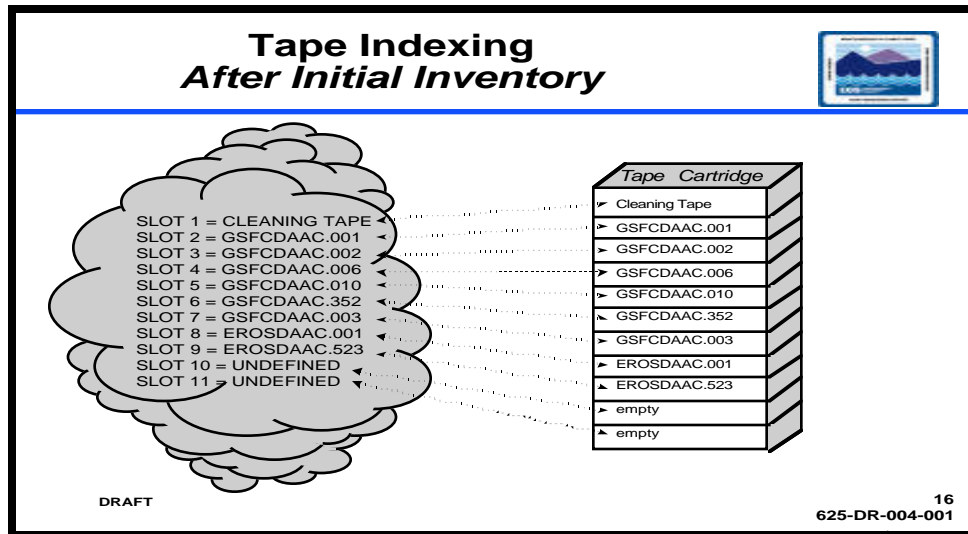 Tape Indexing
After Initial Inventory
SLOT 1 = CLEANING TAPE
SLOT 2 = GSFCDAAC.001
SLOT 3 = GSFCDAAC.002
SLOT 4 = GSFCDAAC.006
SLOT 5 = GSFCDAAC.010
SLOT 6 = GSFCDAAC.352
SLOT 7 = GSFCDAAC.003
SLOT 8 = EROSDAAC.001
SLOT 9 = EROSDAAC.523
SLOT 10 = UNDEFINED
SLOT 11 = UNDEFINED
Tape Cartridge
Cleaning Tape
GSFCDAAC.001
GSFCDAAC.002
GSFCDAAC.006
GSFCDAAC.010
GSFCDAAC.352
GSFCDAAC.003
EROSDAAC.001
EROSDAAC.523
empty
empty
DRAFT
16
625-DR-004-001